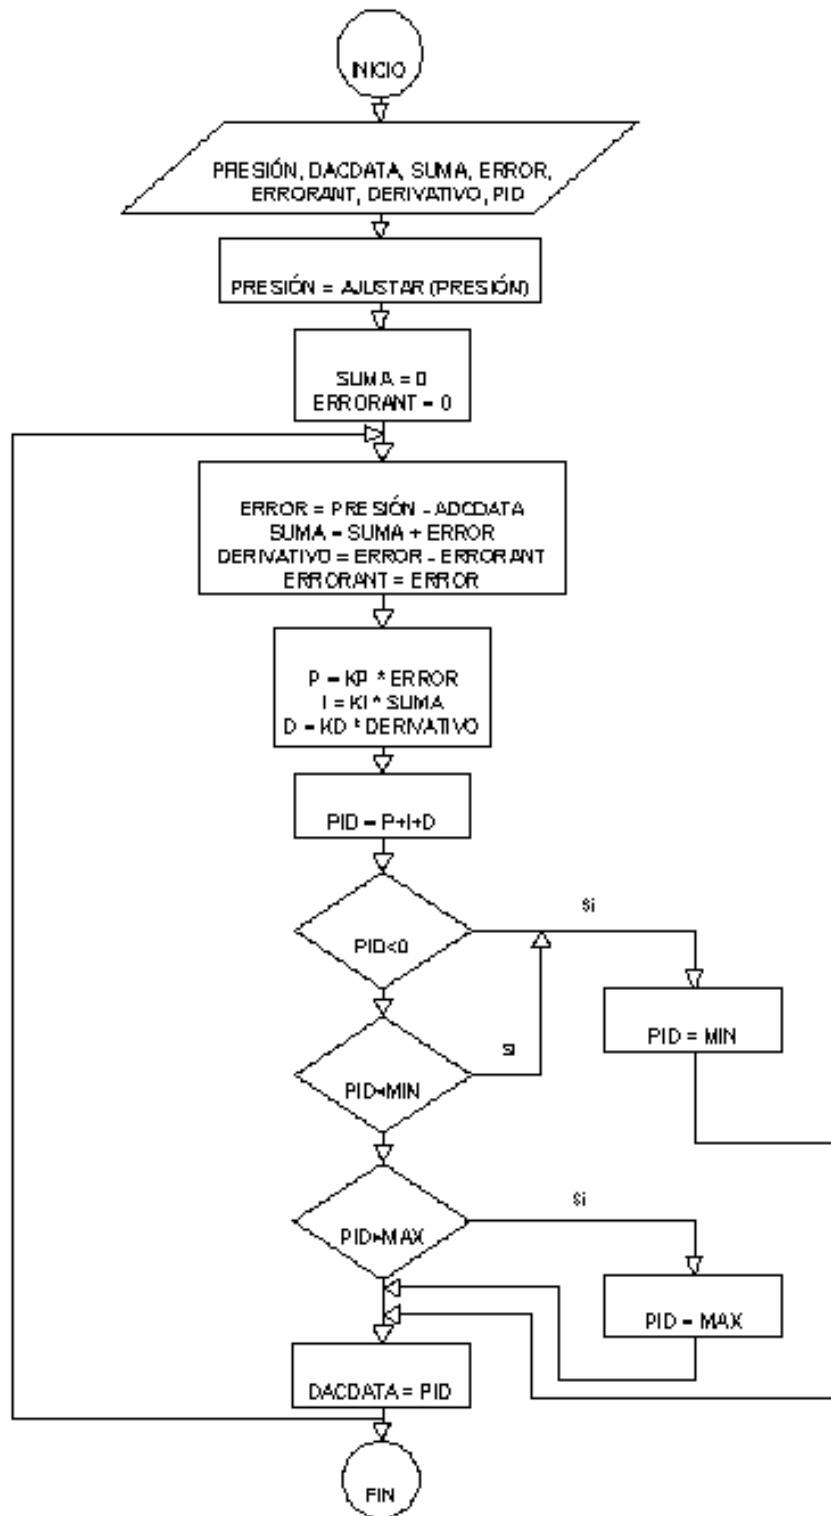 INICIO
PRESIÓN, DACDATA, SUMA, ERROR,
ERRORANT, DERIVATIVO, PID
PRESIÓN = AJUSTAR (PRESIÓN)
SUMA = 0
ERRORANT = 0
ERROR = PRESIÓN - ADCDATA
SUMA = SUMA + ERROR
DERIVATIVO = ERROR - ERRORANT
ERRORANT = ERROR
P = KP * ERROR
I = KI * SUMA
D = KD * DERIVATIVO
PID = P+I+D
Si
PID<0
PID = MIN
Si
PID<MIN
Si
PID>MAX
PID = MAX
DACDATA = PID
FIN